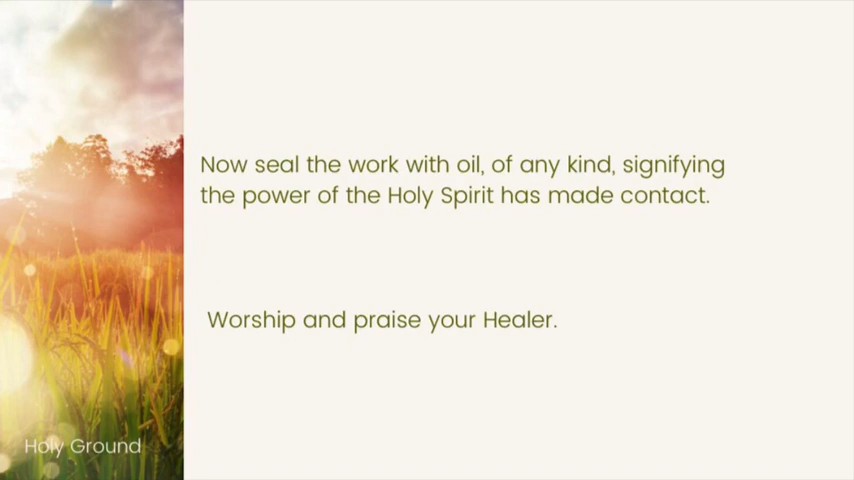 Now seal the work with oil, of any kind, signifying
the power of the Holy Spirit has made contact.
Worship and praise your Healer.
Holy Ground